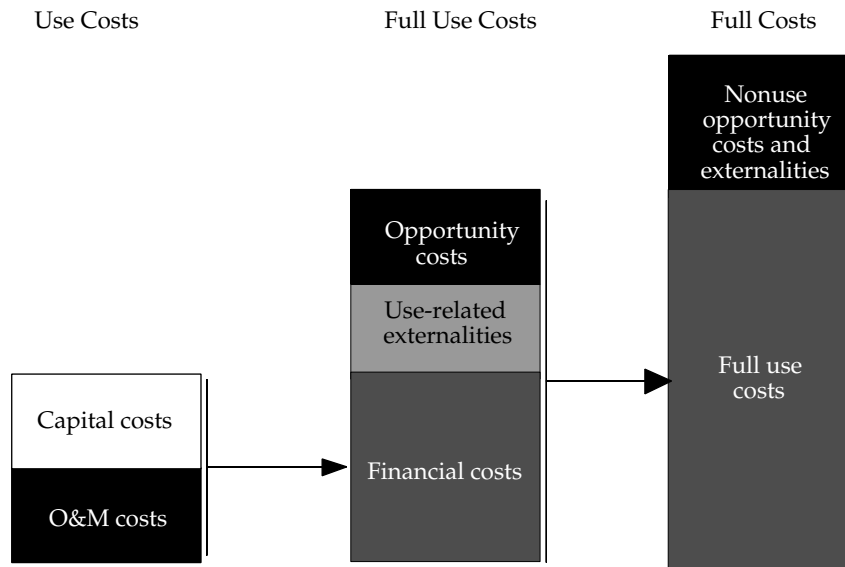 Use Costs
Full Use Costs
Full Costs
Nonuse
opportunity
costs and
externalities
Opportunity
costs
Use-related
externalities
Full use
costs
Capital costs
Financial costs
O&M costs